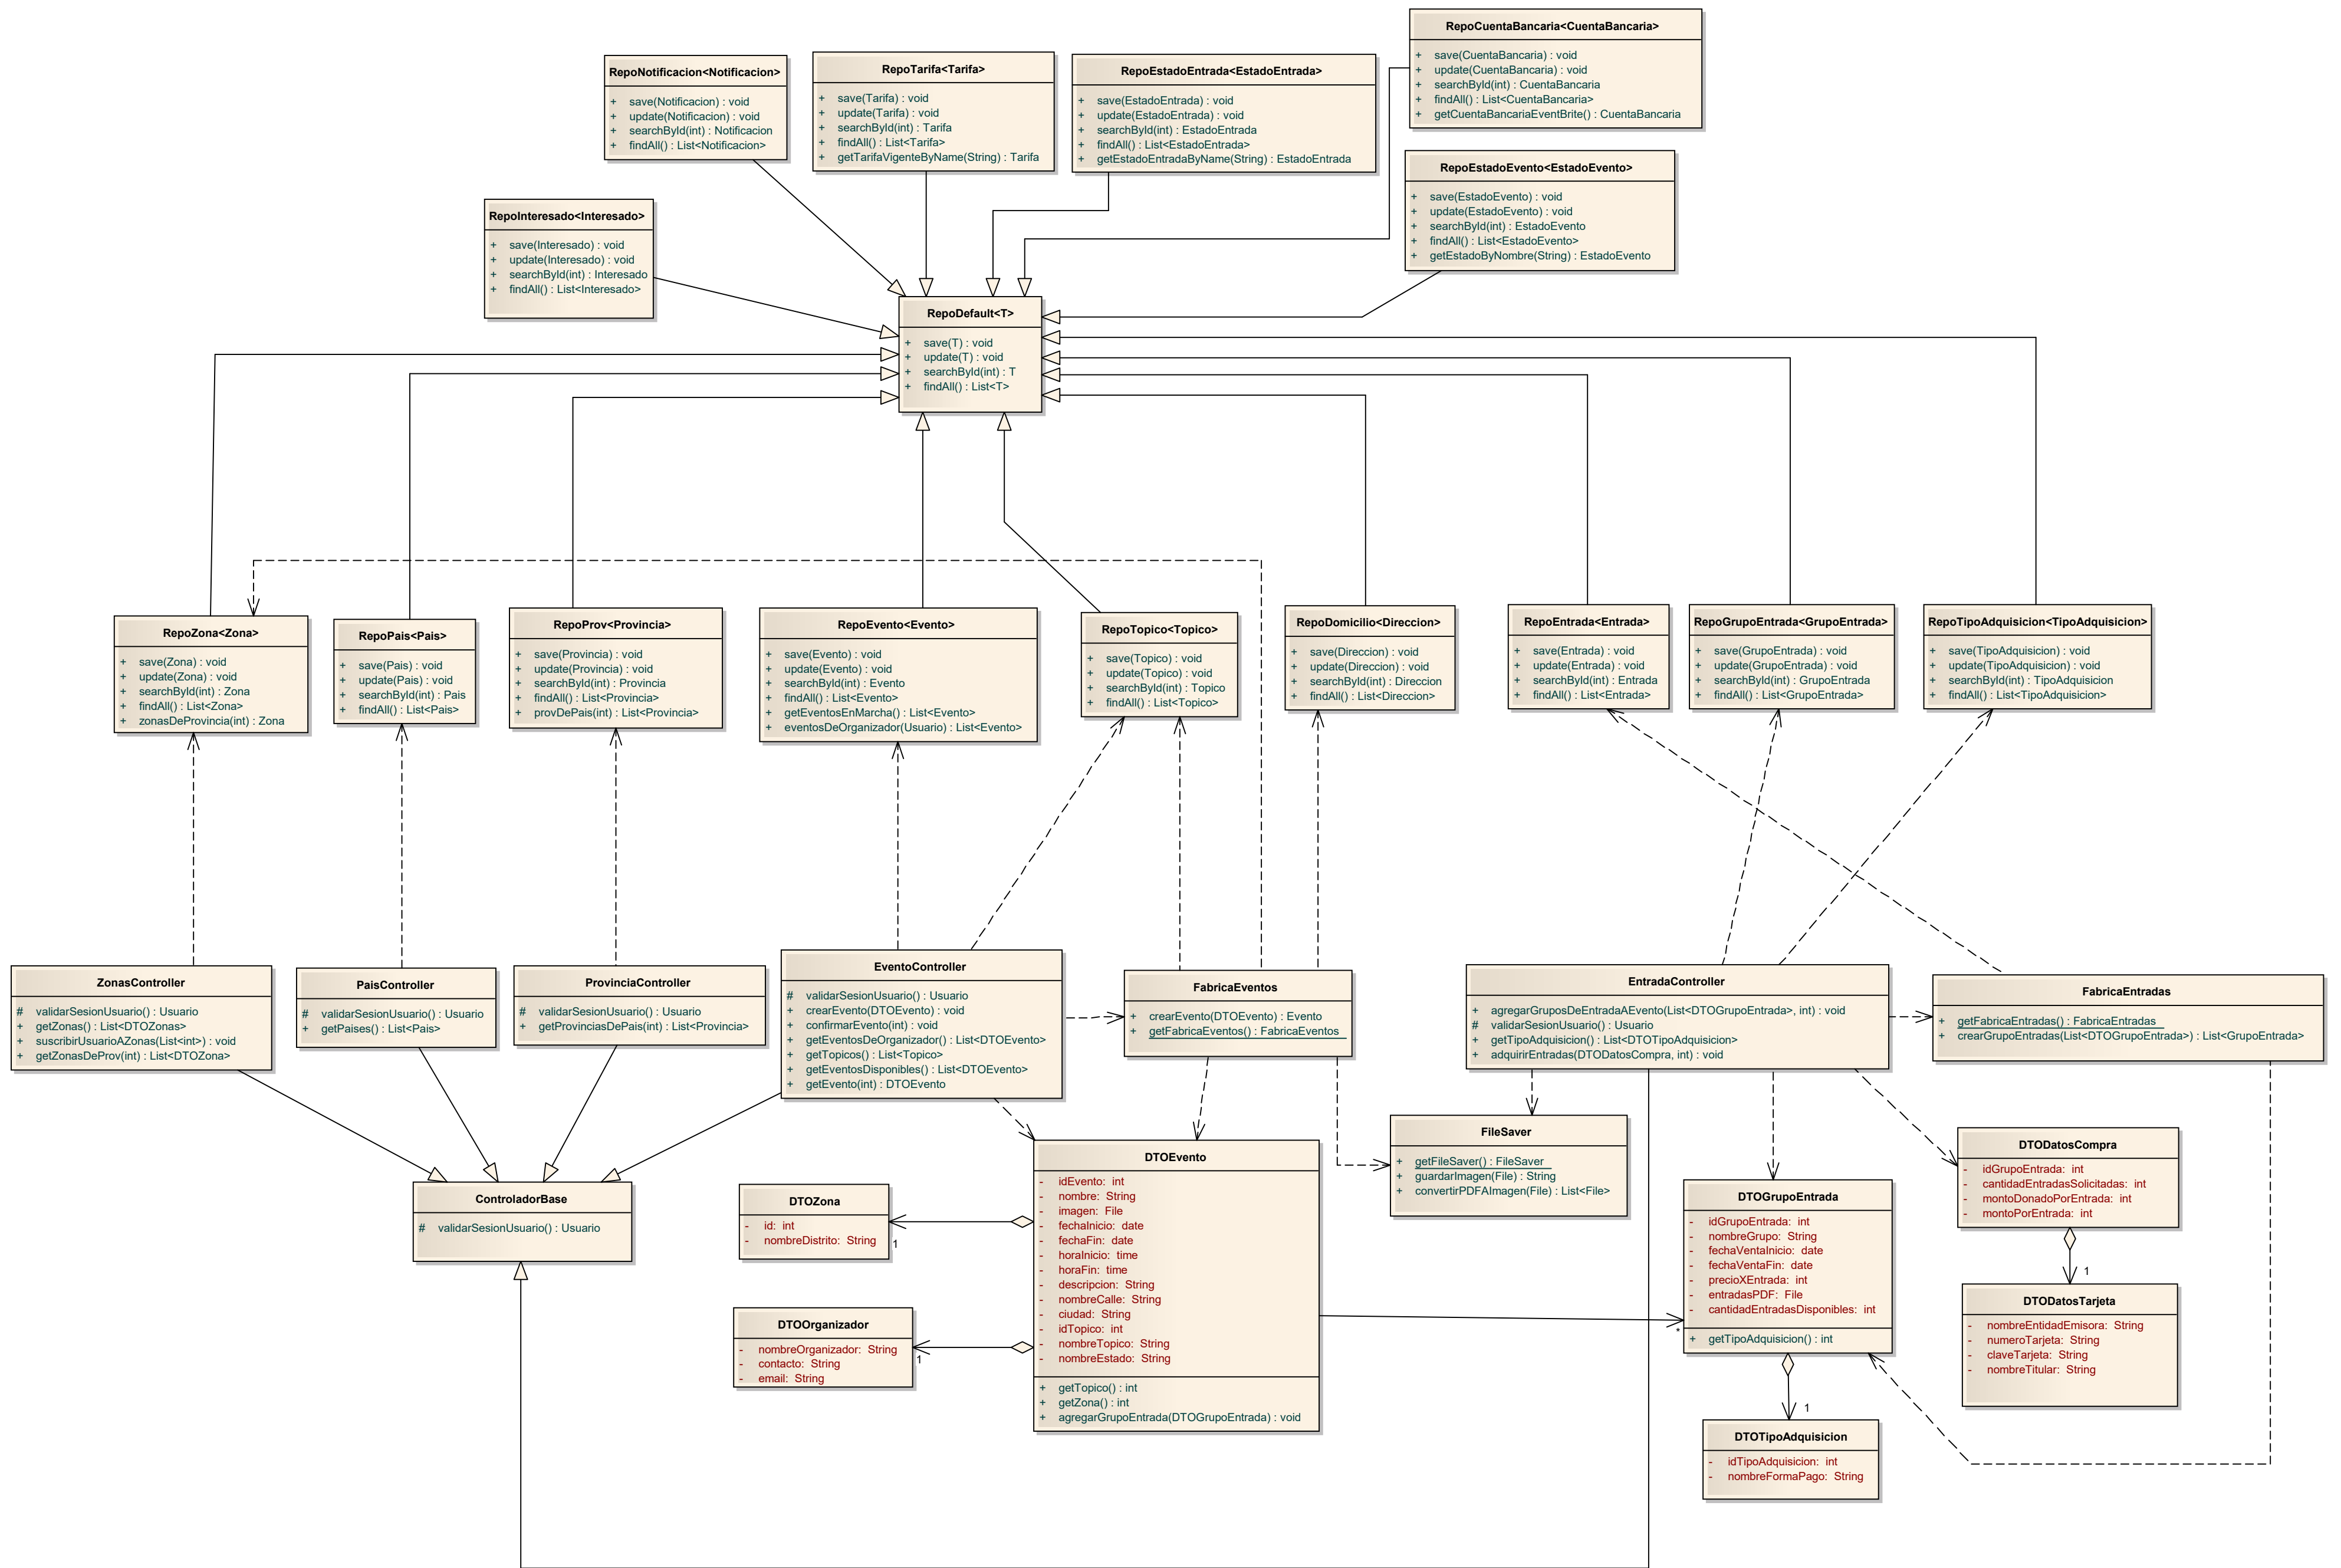 RepoCuentaBancaria<CuentaBancaria>
+ save(CuentaBancaria) : void
+ update(CuentaBancaria) : void
+ searchById(int) : CuentaBancaria
+ findAll() : List<CuentaBancaria>
+ getCuentaBancariaEventBrite() : CuentaBancaria
RepoNotificacion<Notificacion>
+ save(Notificacion) : void
+ update(Notificacion) : void
+ searchById(int) : Notificacion
+ findAll() : List<Notificacion>
RepoTarifa<Tarifa>
+ save(Tarifa) : void
+ update(Tarifa) : void
+ searchById(int) : Tarifa
+ findAll() : List<Tarifa>
+ getTarifaVigenteByName(String) : Tarifa
RepoEstadoEntrada<EstadoEntrada>
+ save(EstadoEntrada) : void
+ update(EstadoEntrada) : void
+ searchById(int) : EstadoEntrada
+ findAll() : List<EstadoEntrada>
+ getEstadoEntradaByName(String) : EstadoEntrada
RepoEstadoEvento<EstadoEvento>
+ save(EstadoEvento) : void
+ update(EstadoEvento) : void
+ searchById(int) : EstadoEvento
+ findAll() : List<EstadoEvento>
+ getEstadoByNombre(String) : EstadoEvento
RepoInteresado<Interesado>
+ save(Interesado) : void
+ update(Interesado) : void
+ searchById(int) : Interesado
+ findAll() : List<Interesado>
RepoDefault<T>
+ save(T) : void
+ update(T) : void
+ searchById(int) : T
+ findAll() : List<T>
RepoZona<Zona>
+ save(Zona) : void
+ update(Zona) : void
+ searchById(int) : Zona
+ findAll() : List<Zona>
+ zonasDeProvincia(int) : Zona
RepoPais<Pais>
+ save(Pais) : void
+ update(Pais) : void
+ searchById(int) : Pais
+ findAll() : List<Pais>
RepoProv<Provincia>
+ save(Provincia) : void
+ update(Provincia) : void
+ searchById(int) : Provincia
+ findAll() : List<Provincia>
+ provDePais(int) : List<Provincia>
RepoEvento<Evento>
+ save(Evento) : void
+ update(Evento) : void
+ searchById(int) : Evento
+ findAll() : List<Evento>
+ getEventosEnMarcha() : List<Evento>
+ eventosDeOrganizador(Usuario) : List<Evento>
RepoTopico<Topico>
+ save(Topico) : void
+ update(Topico) : void
+ searchById(int) : Topico
+ findAll() : List<Topico>
RepoDomicilio<Direccion>
+ save(Direccion) : void
+ update(Direccion) : void
+ searchById(int) : Direccion
+ findAll() : List<Direccion>
RepoEntrada<Entrada>
+ save(Entrada) : void
+ update(Entrada) : void
+ searchById(int) : Entrada
+ findAll() : List<Entrada>
RepoGrupoEntrada<GrupoEntrada>
+ save(GrupoEntrada) : void
+ update(GrupoEntrada) : void
+ searchById(int) : GrupoEntrada
+ findAll() : List<GrupoEntrada>
RepoTipoAdquisicion<TipoAdquisicion>
+ save(TipoAdquisicion) : void
+ update(TipoAdquisicion) : void
+ searchById(int) : TipoAdquisicion
+ findAll() : List<TipoAdquisicion>
ZonasController
# validarSesionUsuario() : Usuario
+ getZonas() : List<DTOZonas>
+ suscribirUsuarioAZonas(List<int>) : void
+ getZonasDeProv(int) : List<DTOZona>
PaisController
# validarSesionUsuario() : Usuario
+ getPaises() : List<Pais>
ProvinciaController
# validarSesionUsuario() : Usuario
+ getProvinciasDePais(int) : List<Provincia>
EventoController
# validarSesionUsuario() : Usuario
+ crearEvento(DTOEvento) : void
+ confirmarEvento(int) : void
+ getEventosDeOrganizador() : List<DTOEvento>
+ getTopicos() : List<Topico>
+ getEventosDisponibles() : List<DTOEvento>
+ getEvento(int) : DTOEvento
FabricaEventos
+ crearEvento(DTOEvento) : Evento
+ getFabricaEventos() : FabricaEventos
EntradaController
+ agregarGruposDeEntradaAEvento(List<DTOGrupoEntrada>, int) : void
# validarSesionUsuario() : Usuario
+ getTipoAdquisicion() : List<DTOTipoAdquisicion>
+ adquirirEntradas(DTODatosCompra, int) : void
FabricaEntradas
+ getFabricaEntradas() : FabricaEntradas
+ crearGrupoEntradas(List<DTOGrupoEntrada>) : List<GrupoEntrada>
FileSaver
+ getFileSaver() : FileSaver
+ guardarImagen(File) : String
+ convertirPDFAImagen(File) : List<File>
DTODatosCompra
- idGrupoEntrada: int
- cantidadEntradasSolicitadas: int
- montoDonadoPorEntrada: int
- montoPorEntrada: int
1
ControladorBase
# validarSesionUsuario() : Usuario
DTOZona
- id: int
- nombreDistrito: String
1
DTOEvento
- idEvento: int
- nombre: String
- imagen: File
- fechaInicio: date
- fechaFin: date
- horaInicio: time
- horaFin: time
- descripcion: String
- nombreCalle: String
- ciudad: String
- idTopico: int
- nombreTopico: String
- nombreEstado: String
+ getTopico() : int
+ getZona() : int
+ agregarGrupoEntrada(DTOGrupoEntrada) : void
DTOGrupoEntrada
- idGrupoEntrada: int
- nombreGrupo: String
- fechaVentaInicio: date
- fechaVentaFin: date
- precioXEntrada: int
- entradasPDF: File
- cantidadEntradasDisponibles: int
+ getTipoAdquisicion() : int
*
DTODatosTarjeta
- nombreEntidadEmisora: String
- numeroTarjeta: String
- claveTarjeta: String
- nombreTitular: String
DTOOrganizador
- nombreOrganizador: String
- contacto: String
- email: String
1
1
DTOTipoAdquisicion
- idTipoAdquisicion: int
- nombreFormaPago: String